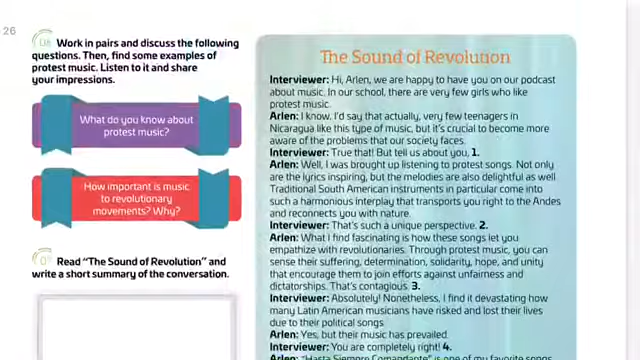 26
08 Work in pairs and discuss the following
questions. Then, find some examples of
protest music. Listen to it and share
your impressions.
What do you know about
protest music?
How important is music
to revolutionary
movements? Why?
Read “The Sound of Revolution” and
write a short summary of the conversation.
The Sound of Revolution
Interviewer: Hi, Arlen, we are happy to have you on our podcast
about music. In our school, there are very few girls who like
protest music.
Arlen: I know. I'd say that actually, very few teenagers in
Nicaragua like this type of music, but it's crucial to become more
aware of the problems that our society faces.
Interviewer: True that! But tell us about you, 1.
Arlen: Well, I was brought up listening to protest songs. Not only
are the lyrics inspiring, but the melodies are also delightful as well
Traditional South American instruments in particular come into
such a harmonious interplay that transports you right to the Andes
and reconnects you with nature.
Interviewer: That's such a unique perspective. 2.
Arlen: What I find fascinating is how these songs let you
empathize with revolutionaries. Through protest music, you can
sense their suffering, determination, solidarity, hope, and unity
that encourage them to join efforts against unfairness and
dictatorships. That's contagious. 3.
Interviewer: Absolutely! Nonetheless, I find it devastating how
many Latin American musicians have risked and lost their lives
due to their political songs.
Arlen: Yes, but their music has prevailed.
Interviewer: You are completely right! 4.
Arlen: “Hasta Siempre Comandante” is one of my favorite songs